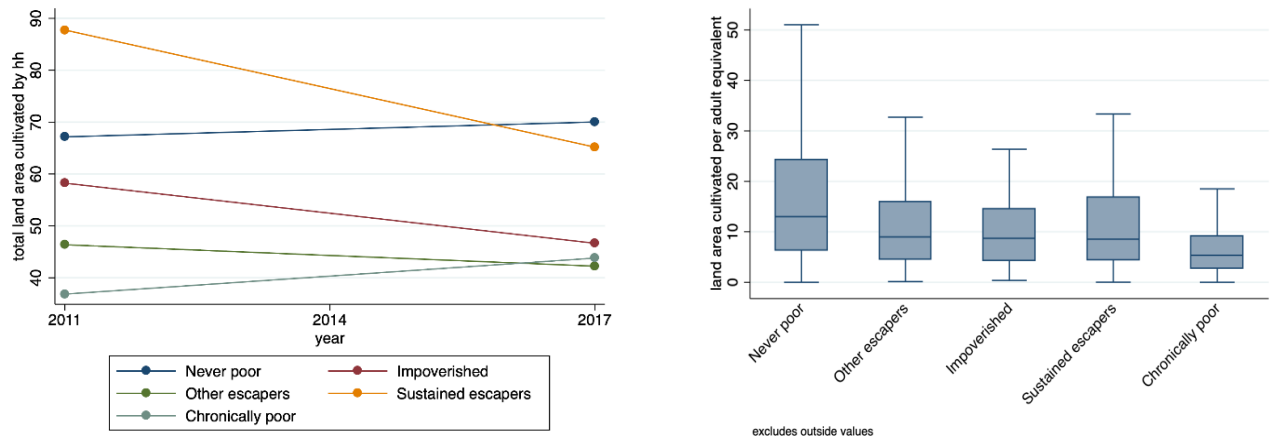 total land area cultivated by hh
90
80
70
60
50
40
2011
2014
2017
year
Never poor
Impoverished
Other escapers
Sustained escapers
Chronically poor
land area cultivated per adult equivalent
50
40
30
20
10
0
Never poor
Other escapers
Impoverished
Sustained escapers
Chronically poor
excludes outside values